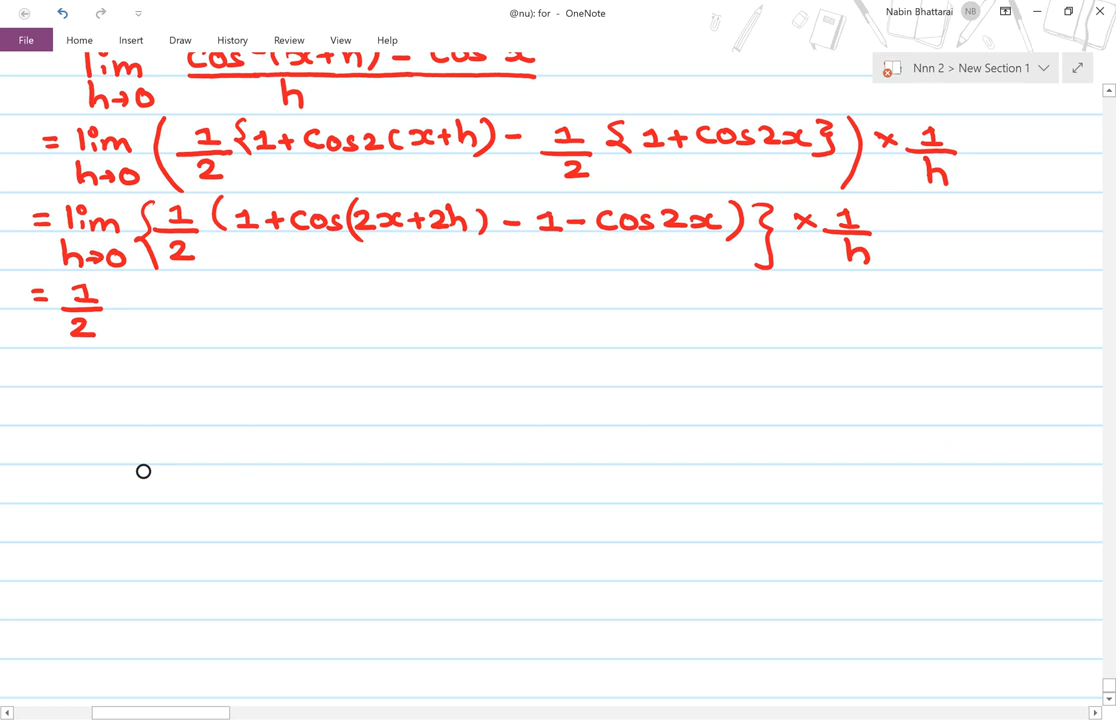 @nu): for - OneNote
Nabin Bhattarai NB
File Home Insert Draw History Review View Help
Nnn 2 > New Section 1
lim
h→0 h
= lim h→0 ( 1/2 {1+cos2(x+h) - 1/2 { 1+cos2x} ) × 1/h
= lim h→0 { 1/2 ( 1+cos(2x+2h) - 1 - cos2x ) } × 1/h
= 1/2